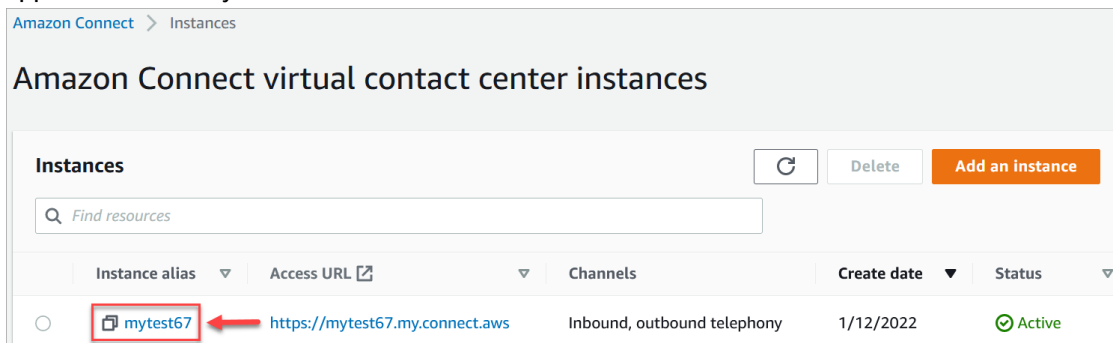 Amazon Connect > Instances
Amazon Connect virtual contact center instances
Instances
Delete
Add an instance
Find resources
Instance alias
Access URL
Channels
Create date
Status
mytest67
https://mytest67.my.connect.aws
Inbound, outbound telephony
1/12/2022
Active